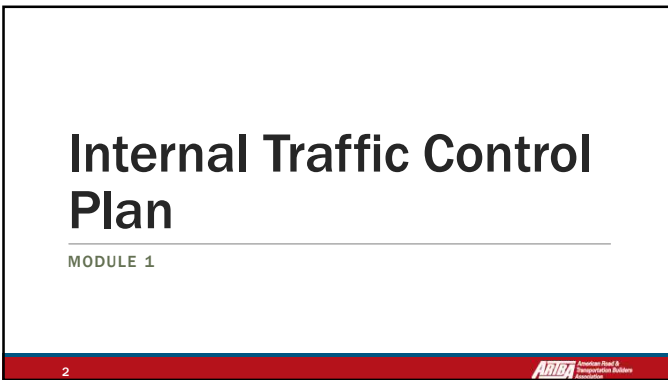 Internal Traffic Control
Plan
MODULE 1
2
ARTBA
American Road &
Transportation Builders
Association